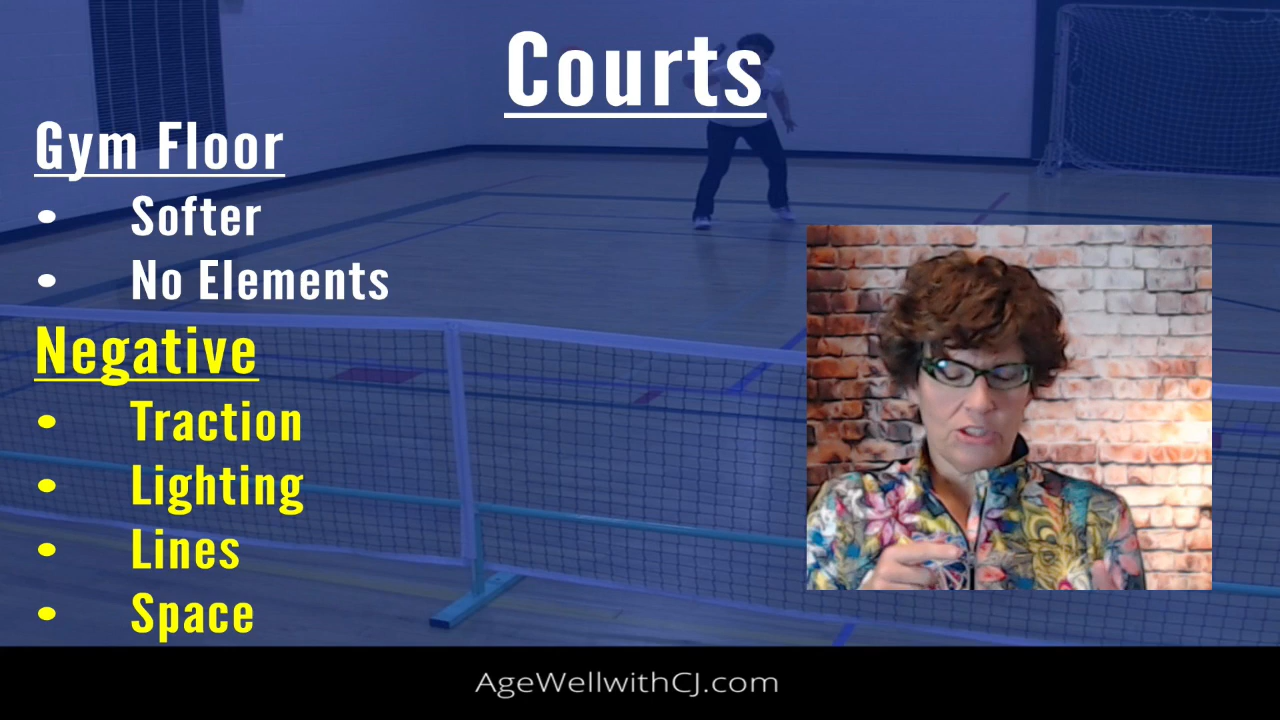 Courts
Gym Floor
• Softer
• No Elements
Negative
• Traction
• Lighting
• Lines
• Space
AgeWellwithCJ.com